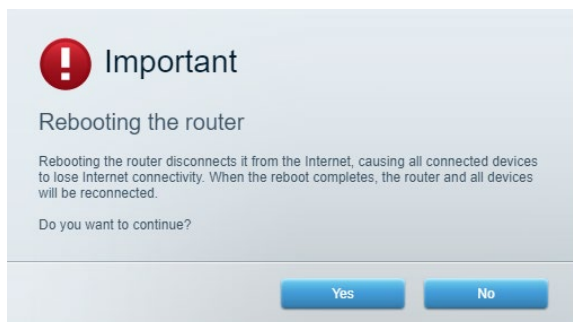 Important
Rebooting the router
Rebooting the router disconnects it from the Internet, causing all connected devices
to lose Internet connectivity. When the reboot completes, the router and all devices
will be reconnected.
Do you want to continue?
Yes No